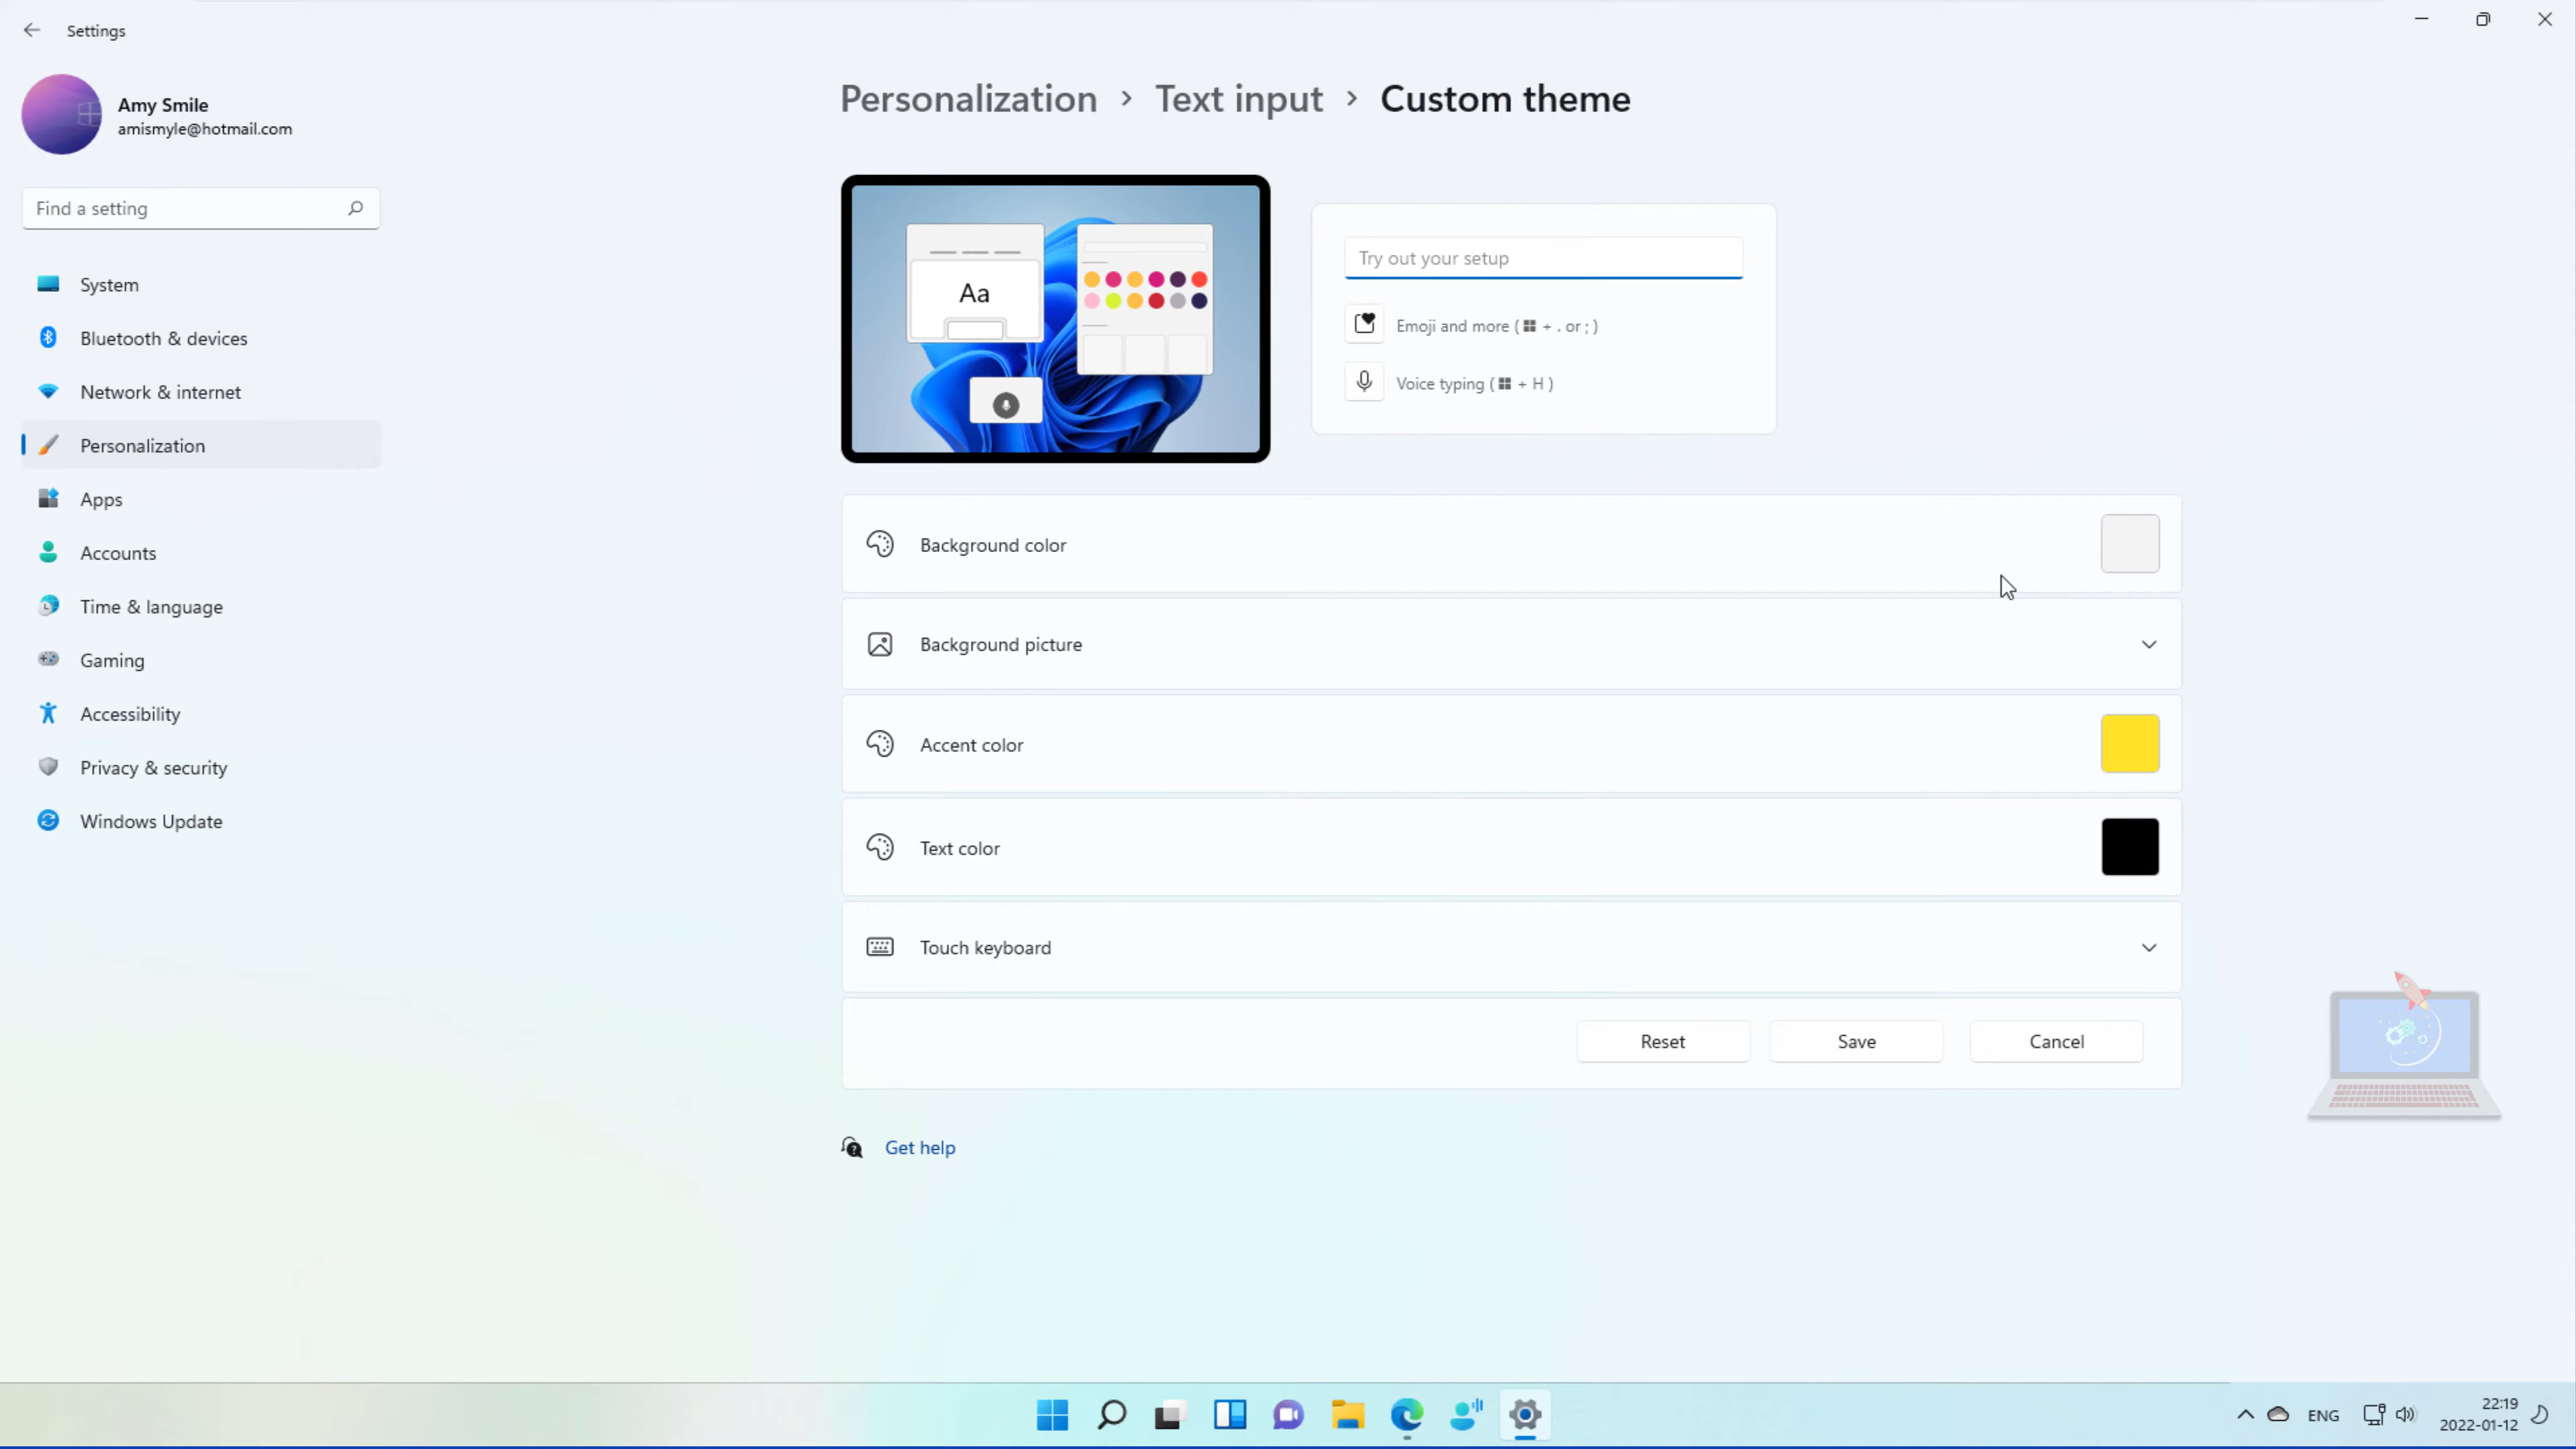 Settings
Amy Smile
amismyle@hotmail.com
Find a setting
System
Bluetooth & devices
Network & internet
Personalization
Apps
Accounts
Time & language
Gaming
Accessibility
Privacy & security
Windows Update
Personalization > Text input > Custom theme
Aa
Try out your setup
Emoji and more ( + . or ; )
Voice typing ( + H )
Background color
Background picture
Accent color
Text color
Touch keyboard
Reset
Save
Cancel
Get help
ENG
22:19
2022-01-12